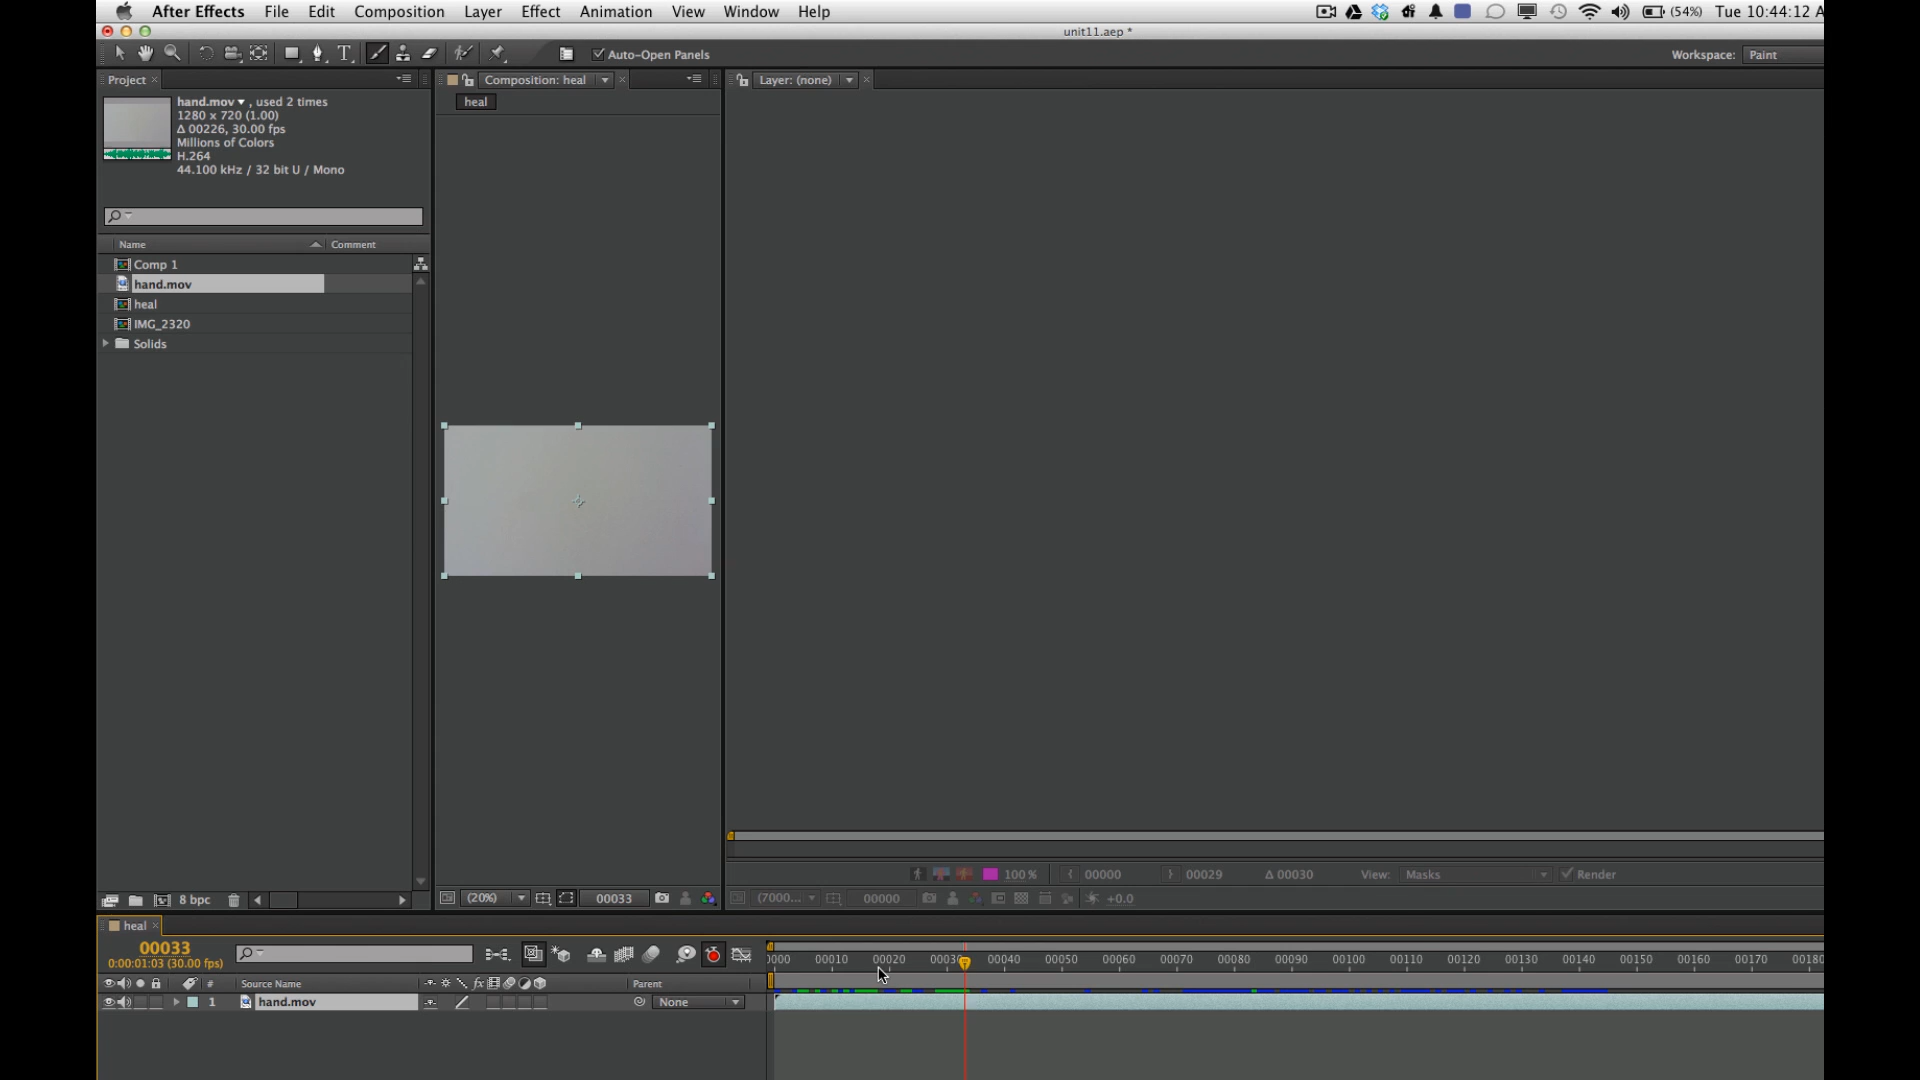 After Effects File Edit Composition Layer Effect Animation View Window Help (54%) Tue 10:44:12 A
unit11.aep *
Auto-Open Panels Workspace: Paint
Project Composition: heal Layer: (none)
hand.mov , used 2 times
1280 x 720 (1.00)
Δ 00226, 30.00 fps
Millions of Colors
H.264
44.100 kHz / 32 bit U / Mono
heal
Name Comment
Comp 1
hand.mov
heal
IMG_2320
Solids
100 % 00000 00029 Δ 00030 View: Masks Render
8 bpc (20%) 00033 (7000... 00000 +0.0
heal
00033
0:00:01:03 (30.00 fps)
0000 00010 00020 0003 00040 00050 00060 00070 00080 00090 00100 00110 00120 00130 00140 00150 00160 00170 00180
# Source Name fx Parent
1 hand.mov None